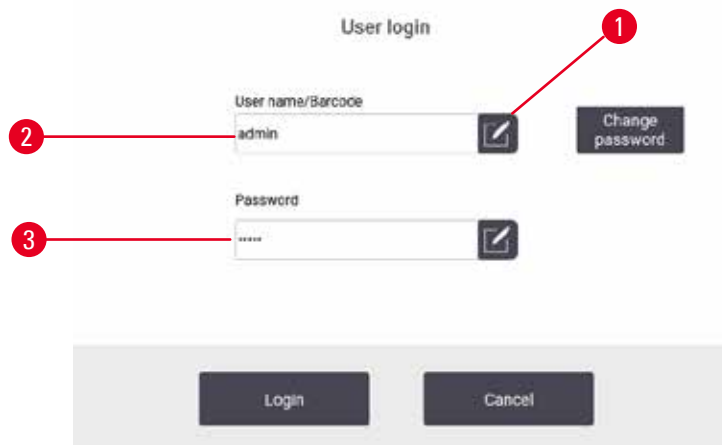 User login
1
User name/Barcode
2
admin
Change
password
Password
3
•••••
Login
Cancel